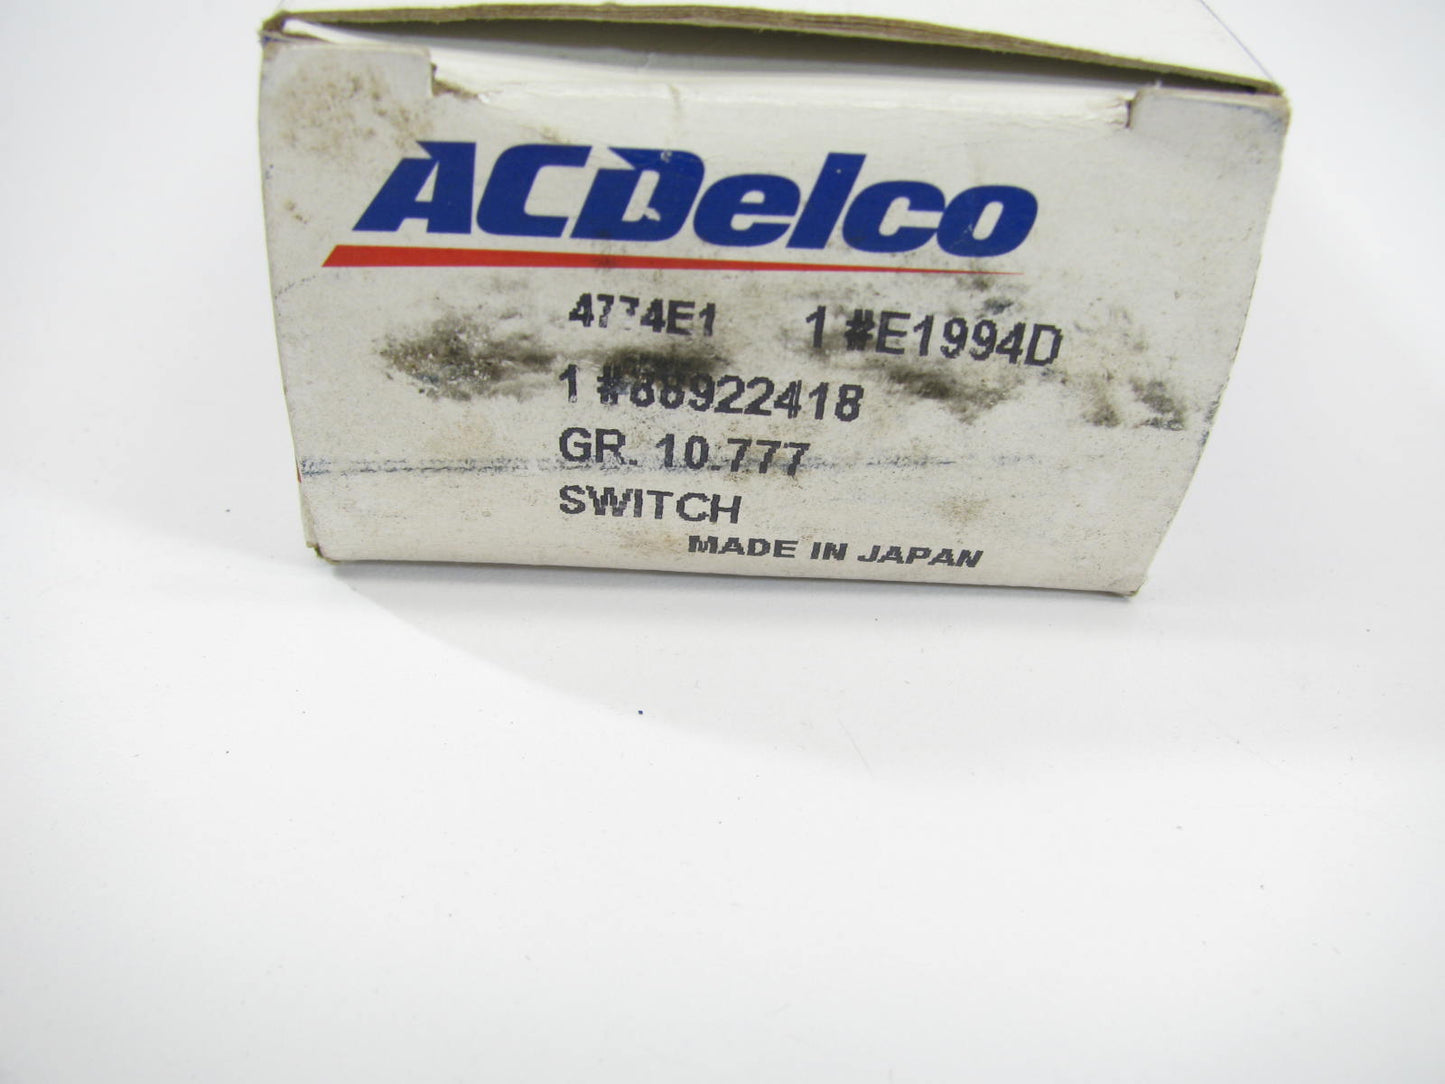 ACDelco
4774E1 1 #E1994D
1 #88922418
GR. 10.777
SWITCH
MADE IN JAPAN